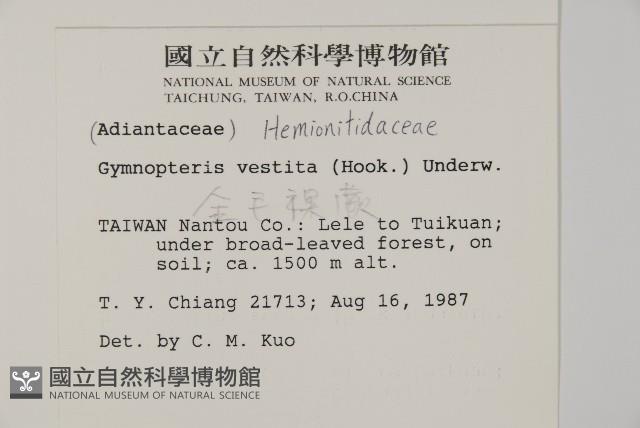 國立自然科學博物館
NATIONAL MUSEUM OF NATURAL SCIENCE
TAICHUNG, TAIWAN, R.O.CHINA
(Adiantaceae) Hemionitidaceae
Gymnopteris vestita (Hook.) Underw.
金毛裸蕨
TAIWAN Nantou Co.: Lele to Tuikuan;
under broad-leaved forest, on
soil; ca. 1500 m alt.
T. Y. Chiang 21713; Aug 16, 1987
Det. by C. M. Kuo
國立自然科學博物館
NATIONAL MUSEUM OF NATURAL SCIENCE